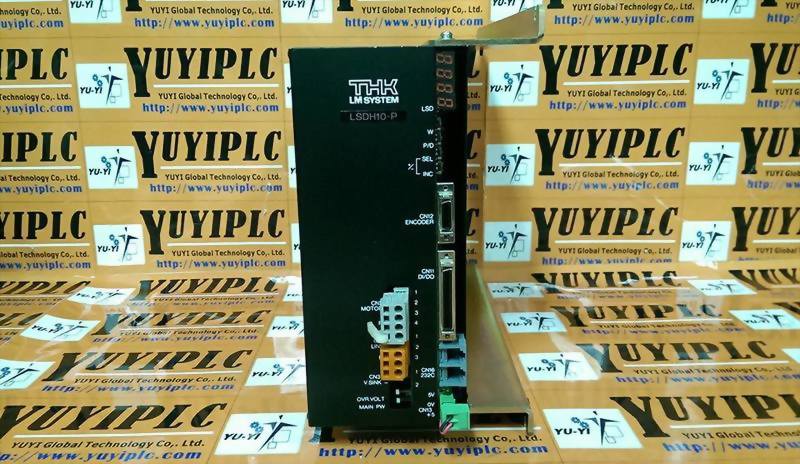 YUYIPLC
YUYI Global Technology Co., Ltd.
http://www.yuyiplc.com
YU-YI
THK
LM SYSTEM
LSDH10-P
LSD
W
P/D
SEL
INC
CN12
ENCODER
CN11
DI/DO
1
2
3
4
MOTOR
1
2
3
1
2
CN16
232C
V.SINK
OVR VOLT
MAIN PW
5V
0V
CN13
+5